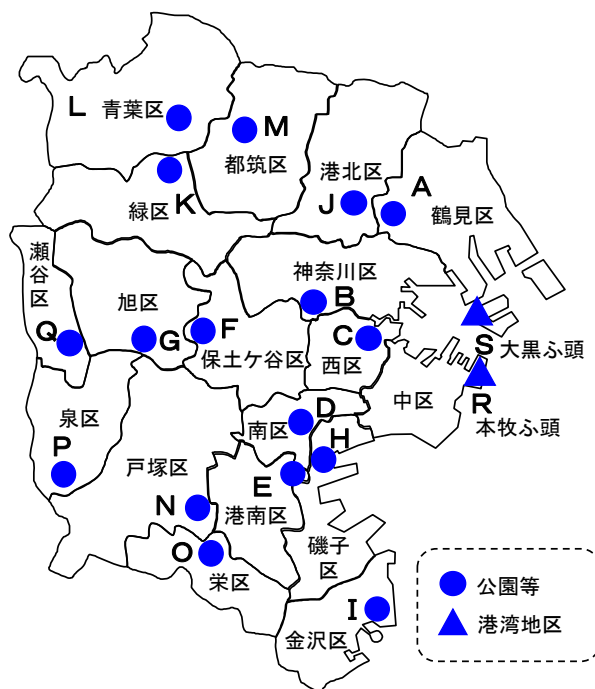 L
青葉区
M
都筑区
港北区
A
J
鶴見区
K
緑区
瀬
谷
区
旭区
神奈川区
B
Q
G
F
C
保土ケ谷区
西区
S
大黒ふ頭
中区
R
本牧ふ頭
D
南区
H
泉区
P
戸塚区
E
N
港南区
O
栄区
磯子
区
I
金沢区
公園等
港湾地区